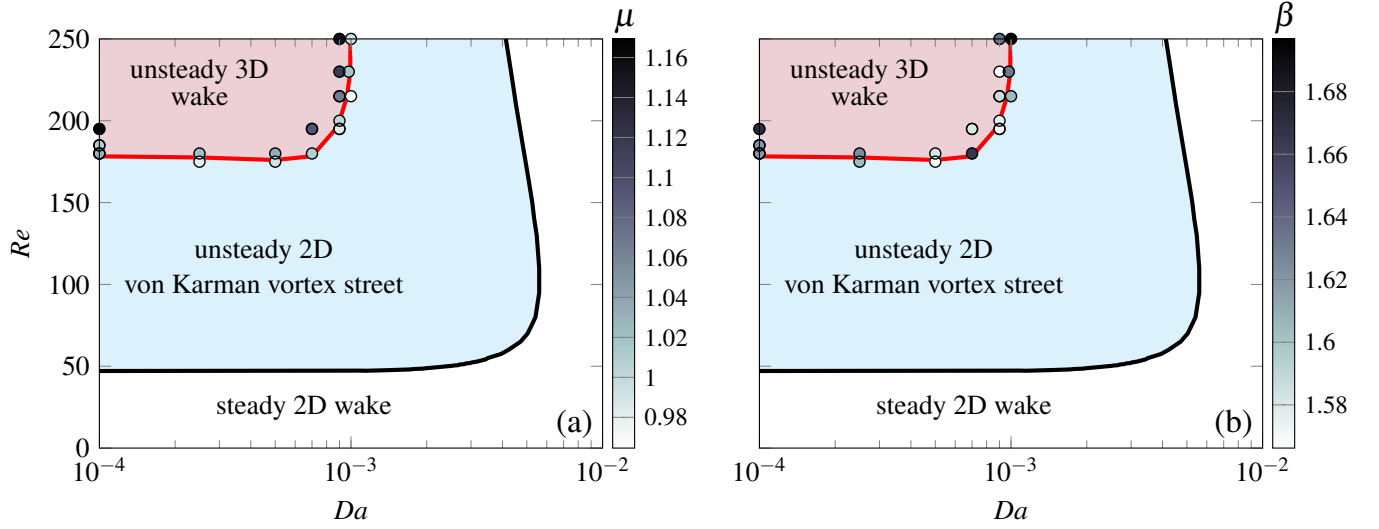 μ
β
250
200
150
100
50
0
Re
unsteady 3D
wake
unsteady 2D
von Karman vortex street
steady 2D wake
(a)
10⁻⁴
10⁻³
10⁻²
Da
1.16
1.14
1.12
1.1
1.08
1.06
1.04
1.02
1
0.98
unsteady 3D
wake
unsteady 2D
von Karman vortex street
steady 2D wake
(b)
10⁻⁴
10⁻³
10⁻²
Da
1.68
1.66
1.64
1.62
1.6
1.58